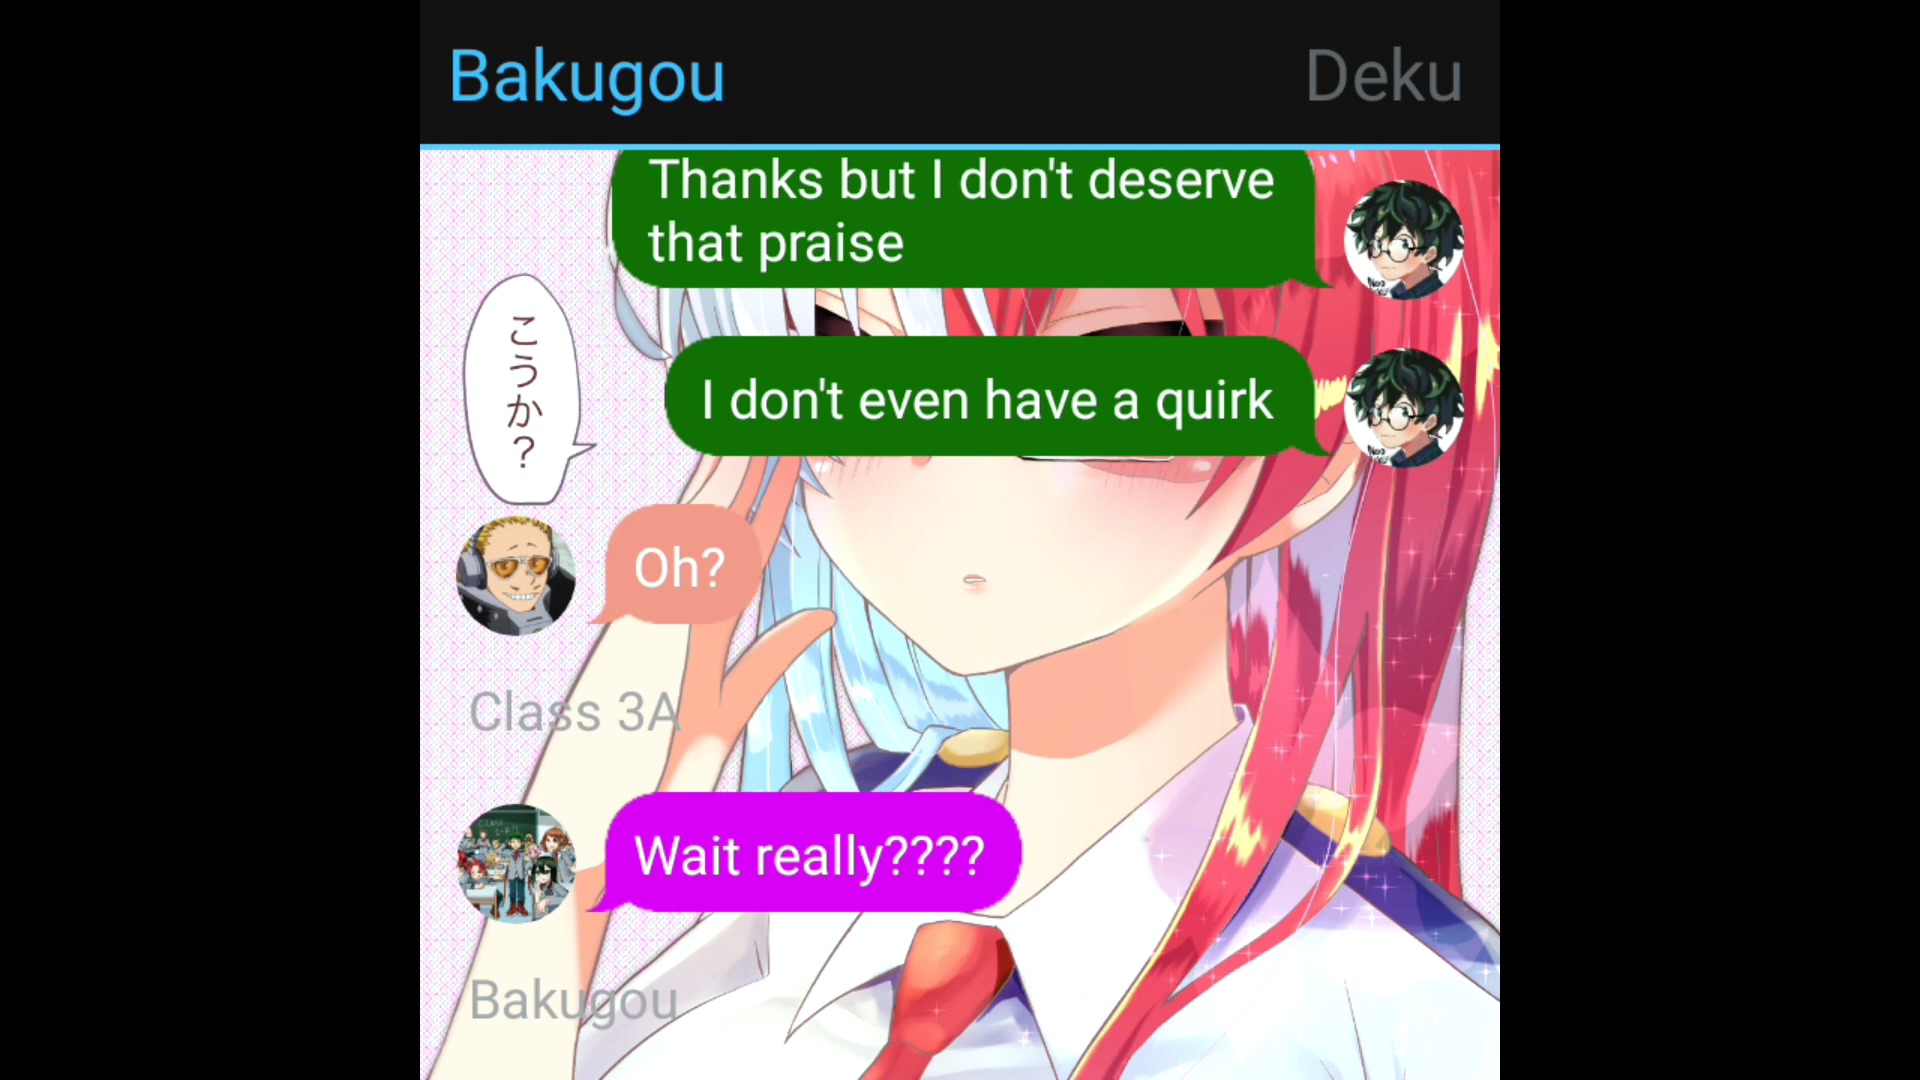 Bakugou
Deku
Thanks but I don't deserve
that praise
I don't even have a quirk
こうか?
Oh?
Class 3A
Wait really????
Bakugou